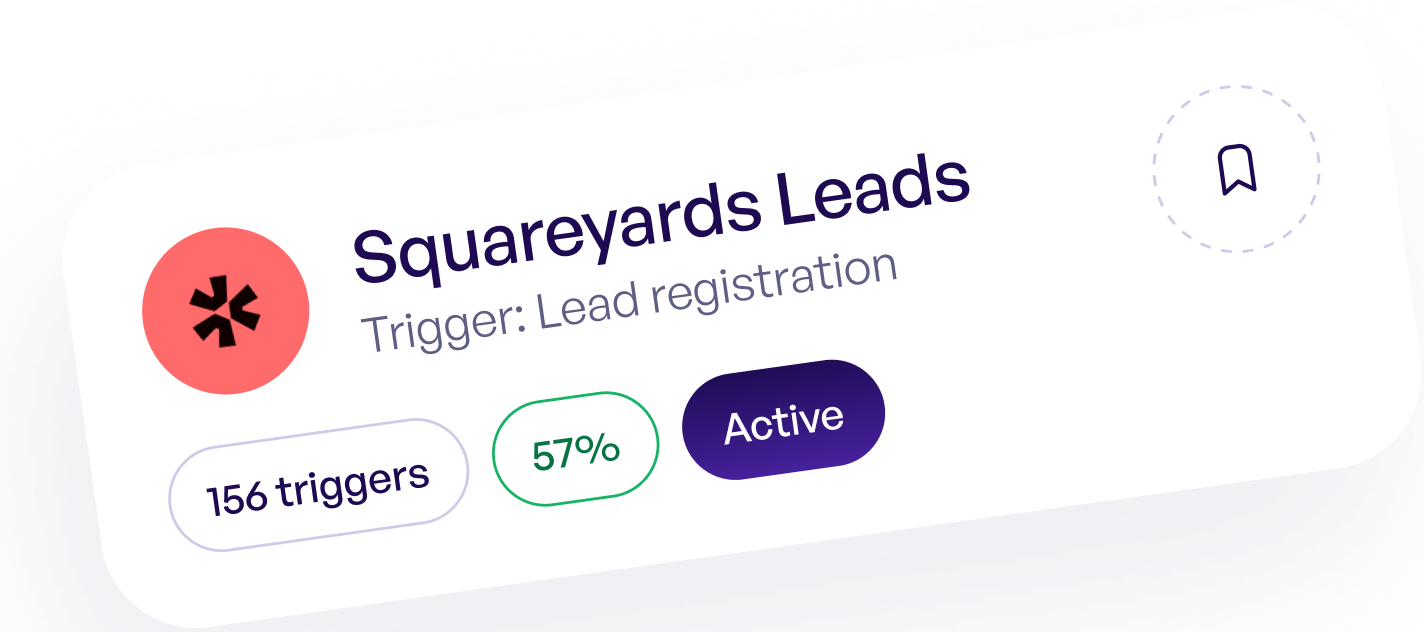 Squareyards Leads
Trigger: Lead registration
156 triggers
57%
Active